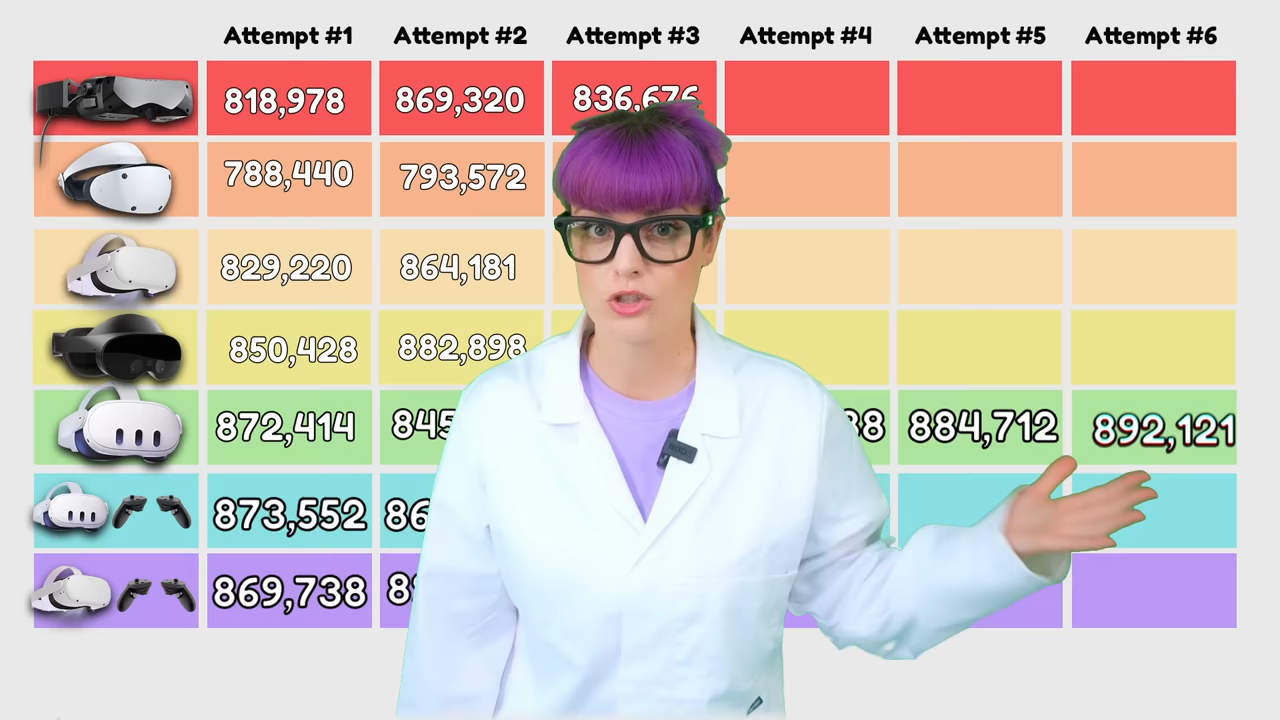 Attempt #1 Attempt #2 Attempt #3 Attempt #4 Attempt #5 Attempt #6
818,978 869,320 836,676
788,440 793,572
829,220 864,181
850,428 882,898
872,414 884,712 892,121
873,552
869,738